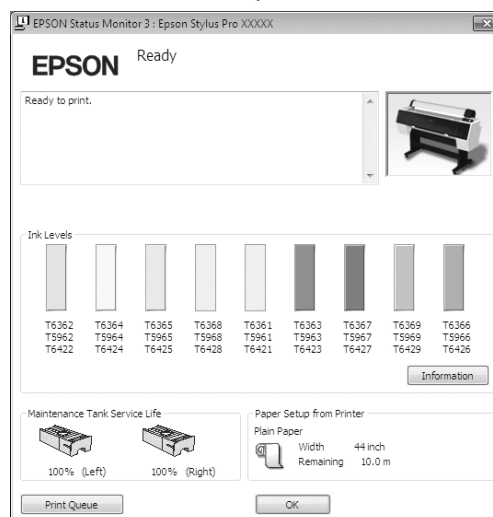 EPSON Status Monitor 3 : Epson Stylus Pro XXXXX
EPSON
Ready
Ready to print.
Ink Levels
T6362 T6364 T6365 T6368 T6361 T6363 T6367 T6369 T6366
T5962 T5964 T5965 T5968 T5961 T5963 T5967 T5969 T5966
T6422 T6424 T6425 T6428 T6421 T6423 T6427 T6429 T6426
Information
Maintenance Tank Service Life
100% (Left) 100% (Right)
Paper Setup from Printer
Plain Paper
Width 44 inch
Remaining 10.0 m
Print Queue
OK